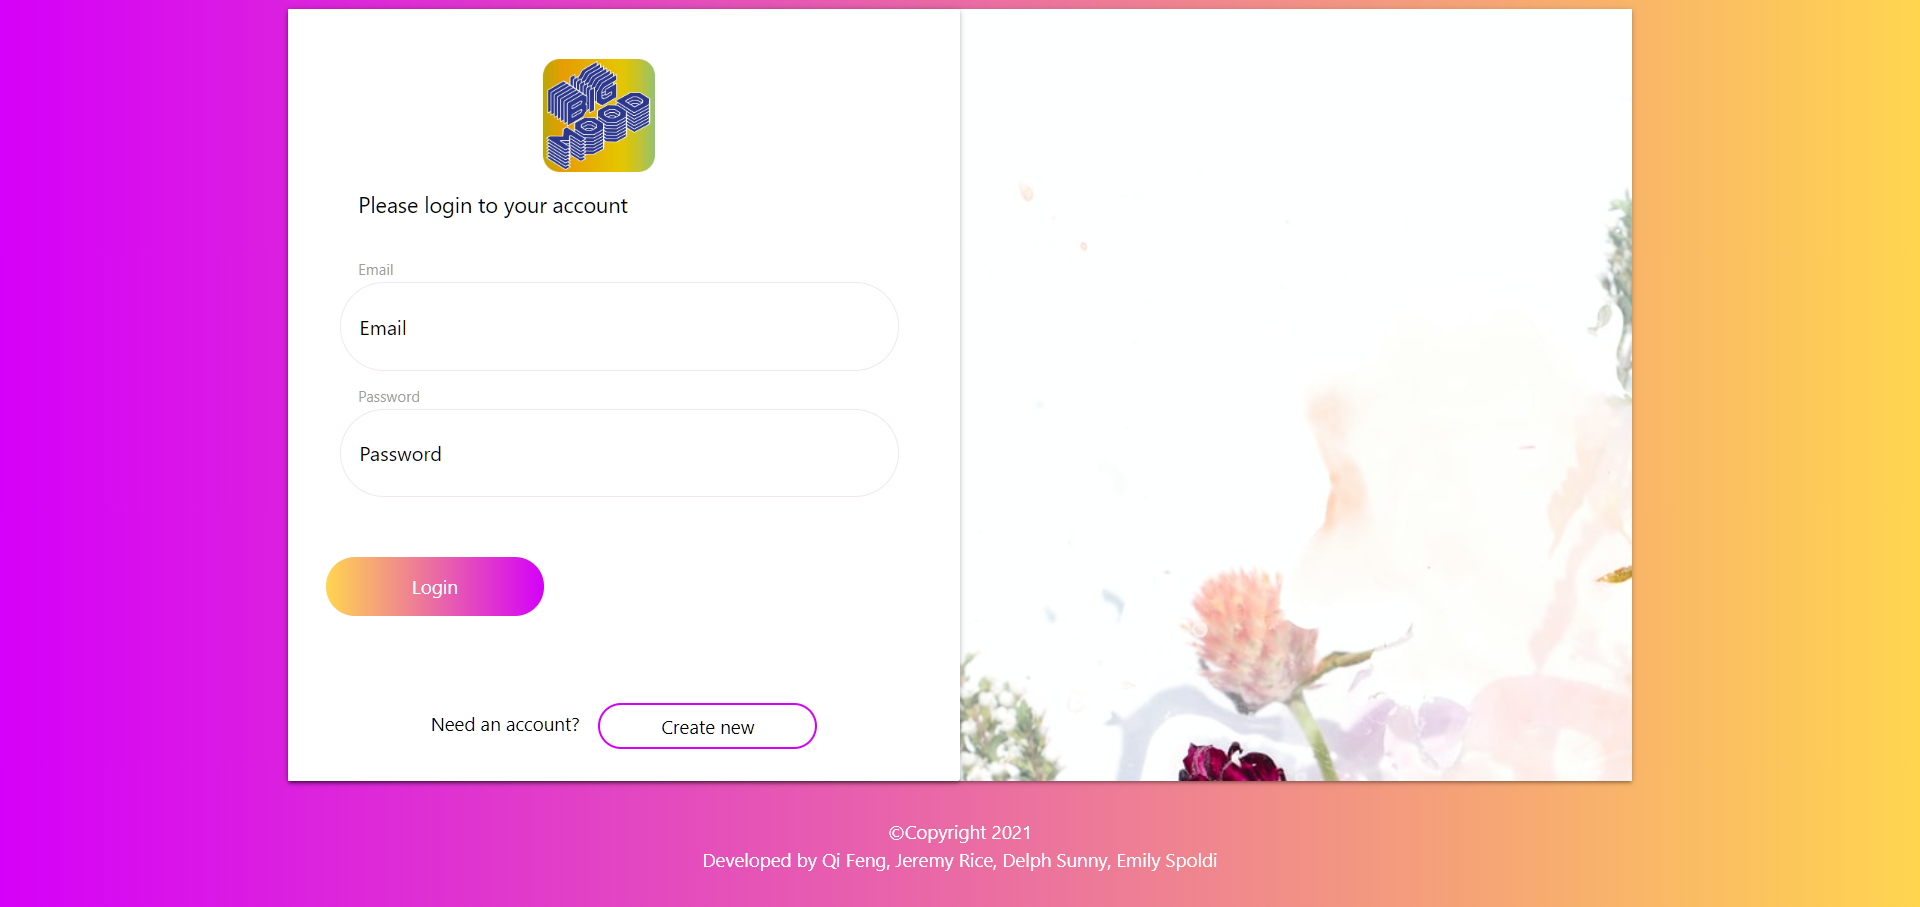 BIG
MOOD
Please login to your account
Email
Email
Password
Password
Login
Need an account?
Create new
©Copyright 2021
Developed by Qi Feng, Jeremy Rice, Delph Sunny, Emily Spoldi